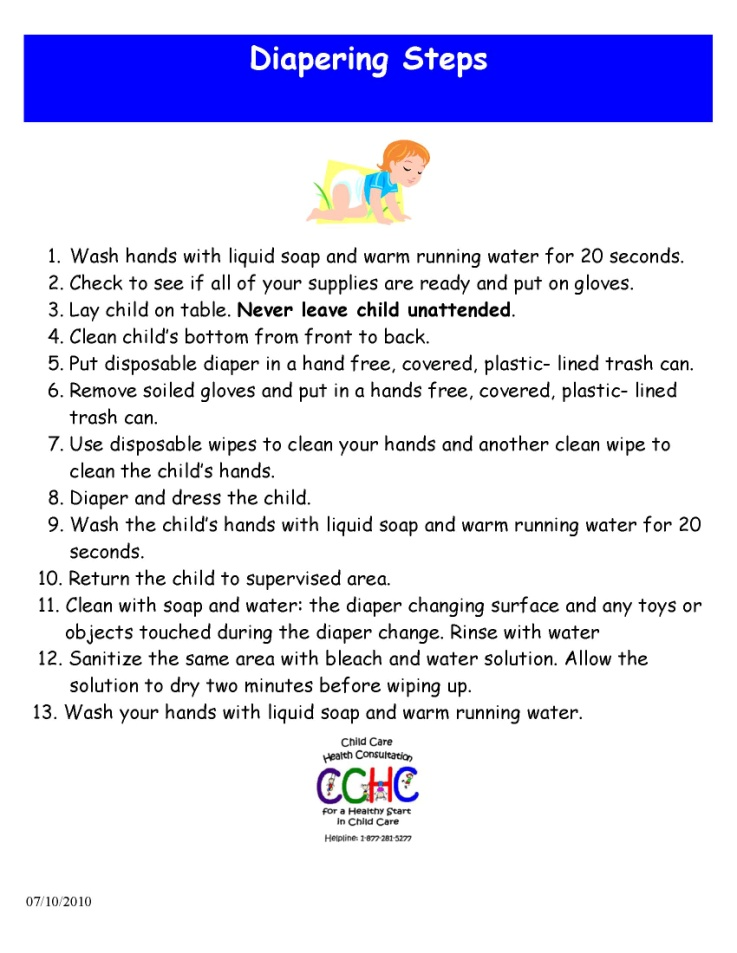 Diapering Steps
1. Wash hands with liquid soap and warm running water for 20 seconds.
2. Check to see if all of your supplies are ready and put on gloves.
3. Lay child on table. Never leave child unattended.
4. Clean child's bottom from front to back.
5. Put disposable diaper in a hand free, covered, plastic- lined trash can.
6. Remove soiled gloves and put in a hands free, covered, plastic- lined
trash can.
7. Use disposable wipes to clean your hands and another clean wipe to
clean the child's hands.
8. Diaper and dress the child.
9. Wash the child's hands with liquid soap and warm running water for 20
seconds.
10. Return the child to supervised area.
11. Clean with soap and water: the diaper changing surface and any toys or
objects touched during the diaper change. Rinse with water
12. Sanitize the same area with bleach and water solution. Allow the
solution to dry two minutes before wiping up.
13. Wash your hands with liquid soap and warm running water.
Child Care
Health Consultation
CCHC
for a Healthy Start
in Child Care
Helpline: 1-877-281-5277
07/10/2010